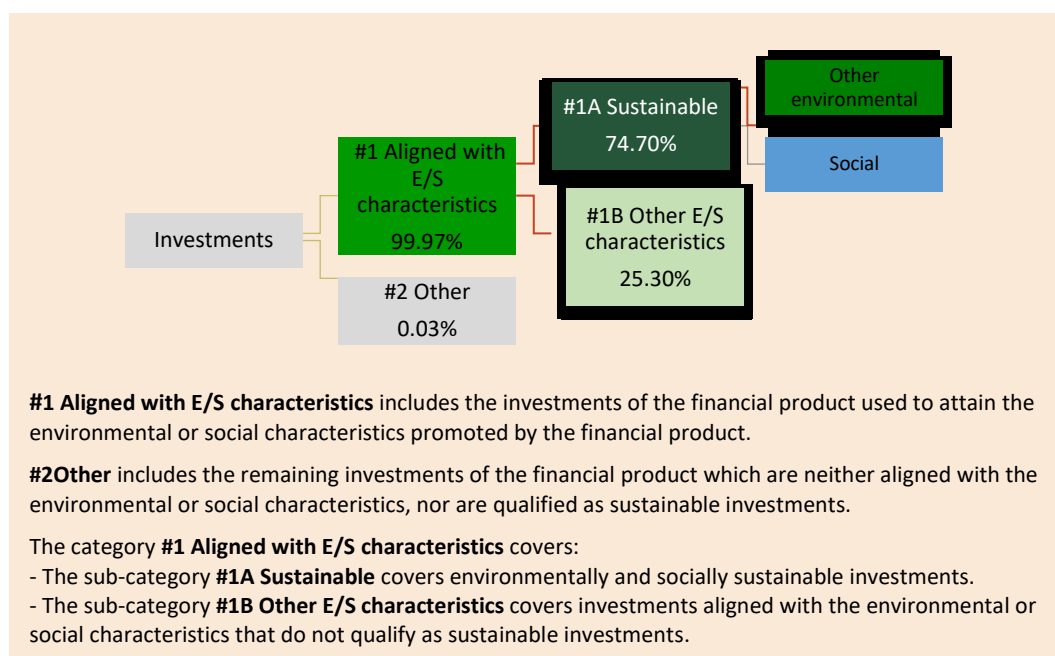 Investments
#1 Aligned with
E/S
characteristics
99.97%
#2 Other
0.03%
#1A Sustainable
74.70%
#1B Other E/S
characteristics
25.30%
Other
environmental
Social
#1 Aligned with E/S characteristics includes the investments of the financial product used to attain the
environmental or social characteristics promoted by the financial product.
#2Other includes the remaining investments of the financial product which are neither aligned with the
environmental or social characteristics, nor are qualified as sustainable investments.
The category #1 Aligned with E/S characteristics covers:
- The sub-category #1A Sustainable covers environmentally and socially sustainable investments.
- The sub-category #1B Other E/S characteristics covers investments aligned with the environmental or
social characteristics that do not qualify as sustainable investments.